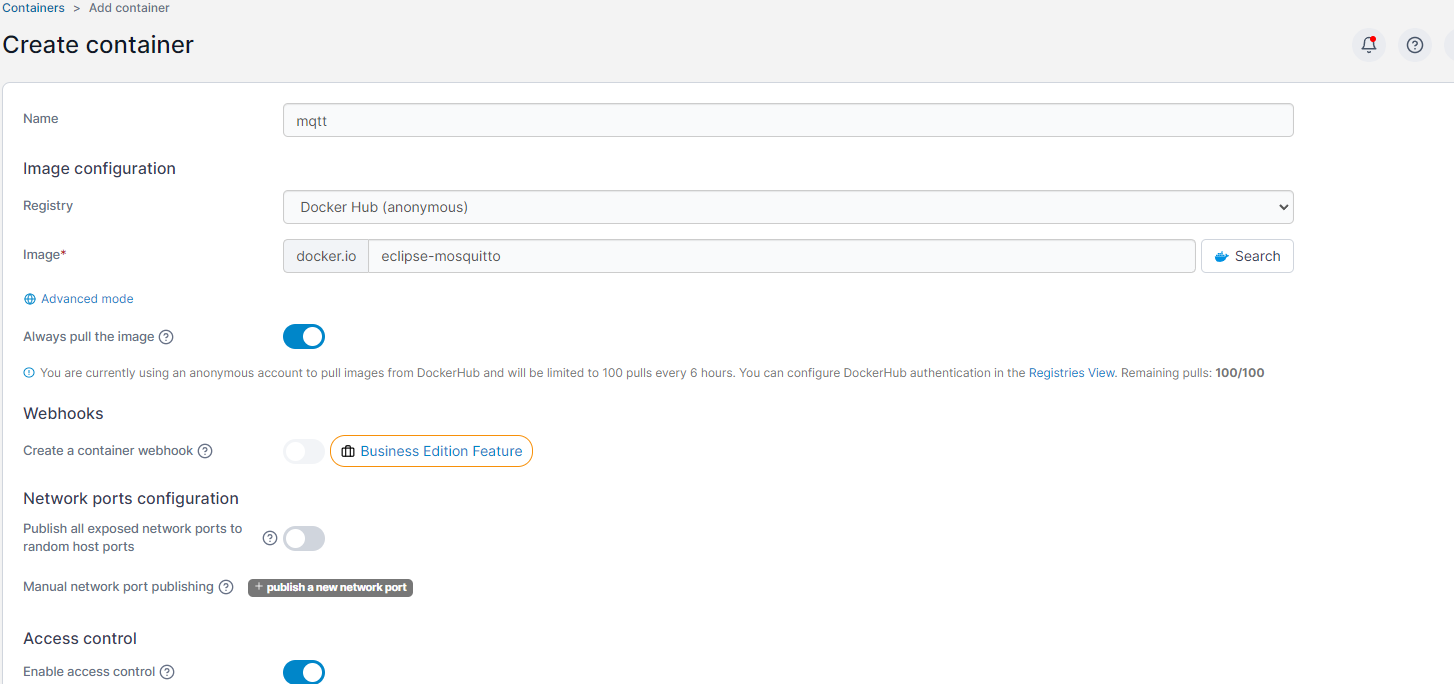 Containers > Add container
Create container
Name
mqtt
Image configuration
Registry
Docker Hub (anonymous)
Image*
docker.io
eclipse-mosquitto
Search
Advanced mode
Always pull the image
You are currently using an anonymous account to pull images from DockerHub and will be limited to 100 pulls every 6 hours. You can configure DockerHub authentication in the Registries View. Remaining pulls: 100/100
Webhooks
Create a container webhook
Business Edition Feature
Network ports configuration
Publish all exposed network ports to
random host ports
Manual network port publishing
+ publish a new network port
Access control
Enable access control